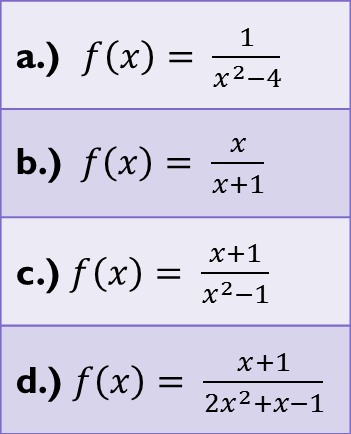 a.) f(x) = 1/(x²−4)
b.) f(x) = x/(x+1)
c.) f(x) = (x+1)/(x²−1)
d.) f(x) = (x+1)/(2x²+x−1)